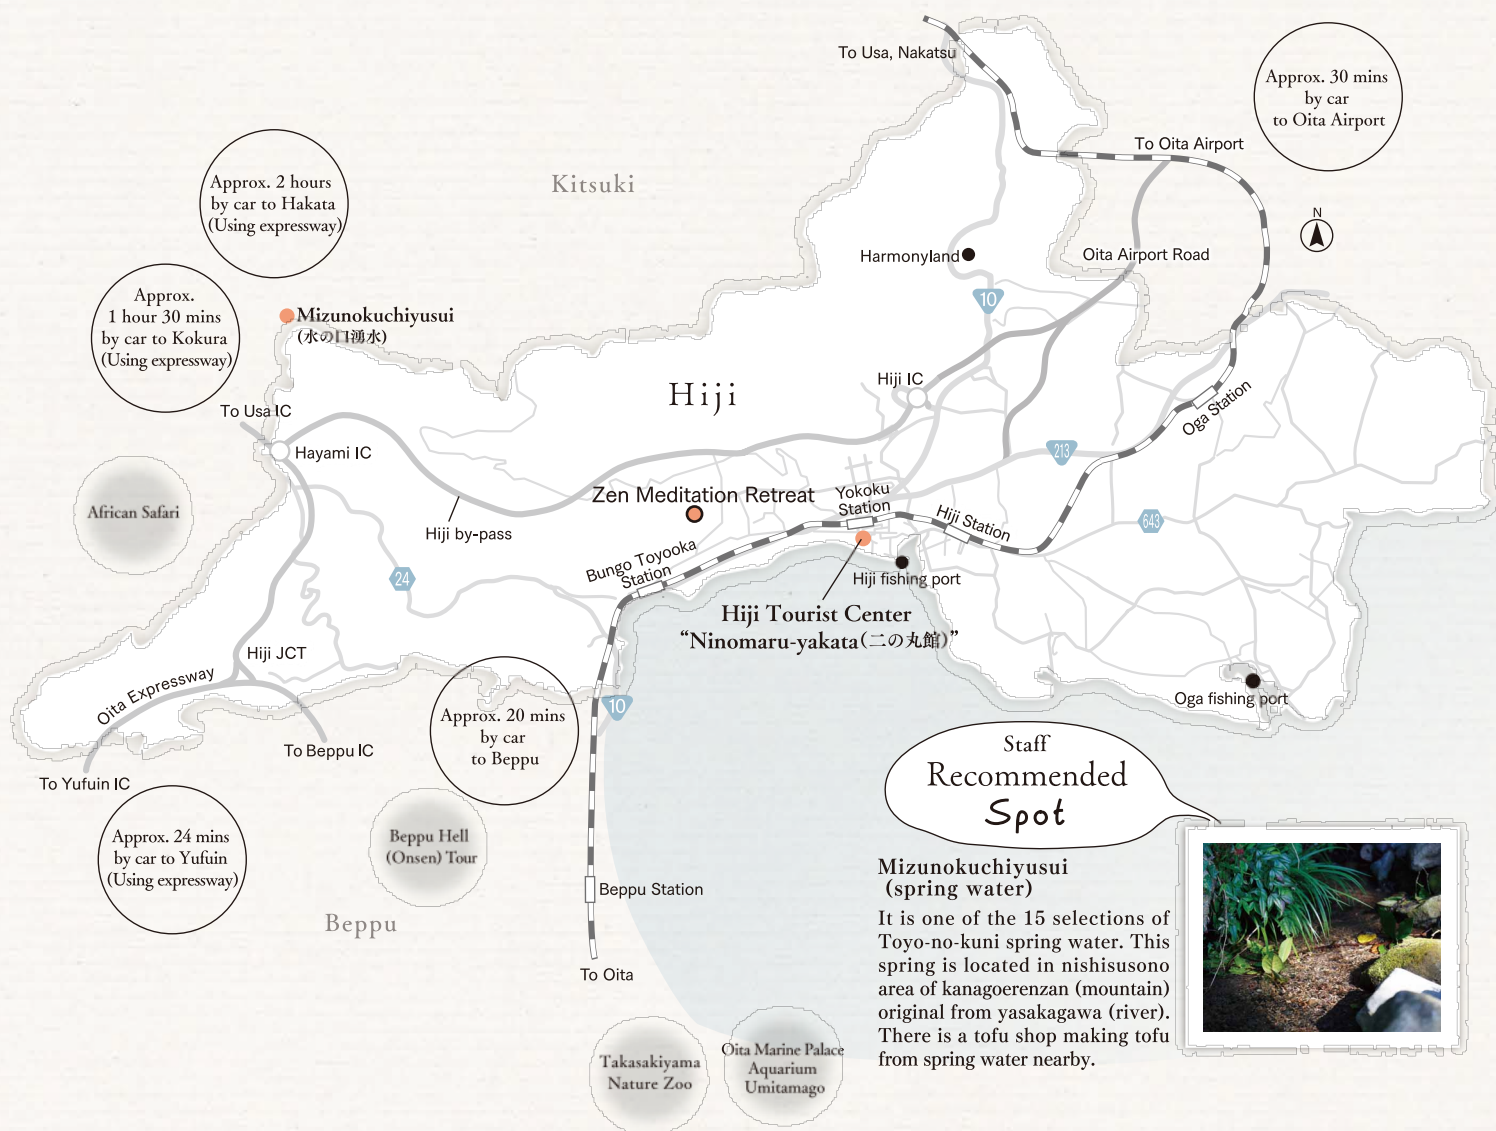 To Usa, Nakatsu
Approx. 30 mins
by car
to Oita Airport
To Oita Airport
Approx. 2 hours
by car to Hakata
(Using expressway)
Kitsuki
N
Harmonyland
Oita Airport Road
10
Approx.
1 hour 30 mins
by car to Kokura
(Using expressway)
Mizunokuchiyusui
(水の口湧水)
Hiji
Hiji IC
Oga Station
To Usa IC
Hayami IC
213
African Safari
Zen Meditation Retreat
Yokoku
Station
Hiji Station
643
Hiji by-pass
Bungo Toyooka
Station
24
Hiji fishing port
Hiji Tourist Center
“Ninomaru-yakata(二の丸館)”
Hiji JCT
Oita Expressway
Oga fishing port
10
Approx. 20 mins
by car
to Beppu
To Beppu IC
To Yufuin IC
Staff
Recommended
Spot
Approx. 24 mins
by car to Yufuin
(Using expressway)
Beppu Hell
(Onsen) Tour
Mizunokuchiyusui
(spring water)
It is one of the 15 selections of
Toyo-no-kuni spring water. This
spring is located in nishisusono
area of kanagoerenzan (mountain)
original from yasakagawa (river).
There is a tofu shop making tofu
from spring water nearby.
Beppu Station
Beppu
To Oita
Takasakiyama
Nature Zoo
Oita Marine Palace
Aquarium
Umitamago